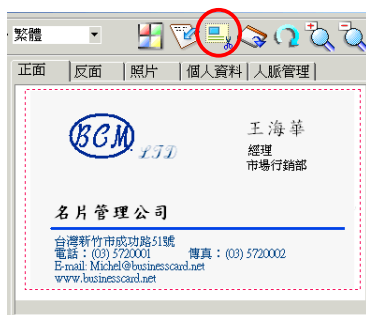 繁體
正面 反面 照片 個人資料 人脈管理
BCM LTD
王海華
經理
市場行銷部
名片管理公司
台灣新竹市成功路51號
電話：(03) 5720001 傳真：(03) 5720002
E-mail: Michel@businesscard.net
www.businesscard.net